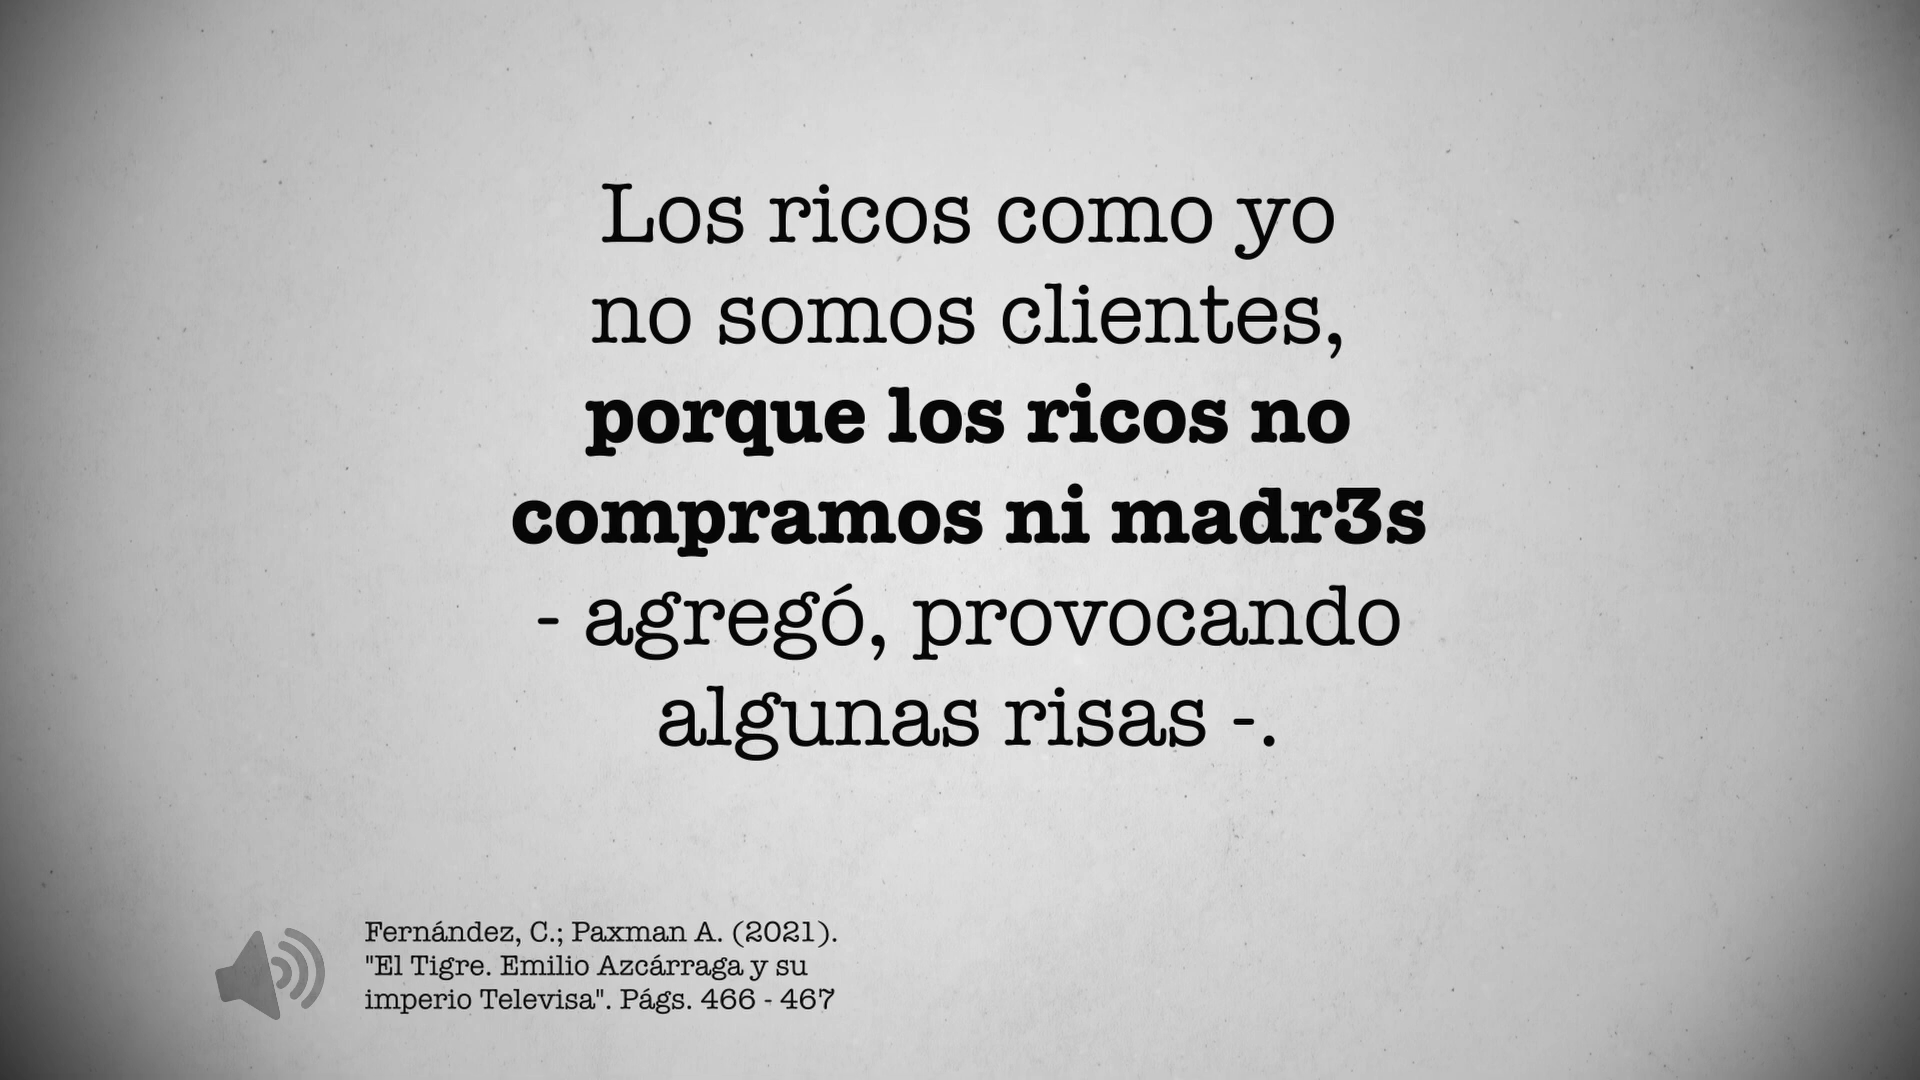 Los ricos como yo
no somos clientes,
porque los ricos no
compramos ni madr3s
- agregó, provocando
algunas risas -.
Fernández, C.; Paxman A. (2021).
"El Tigre. Emilio Azcárraga y su
imperio Televisa". Págs. 466 - 467